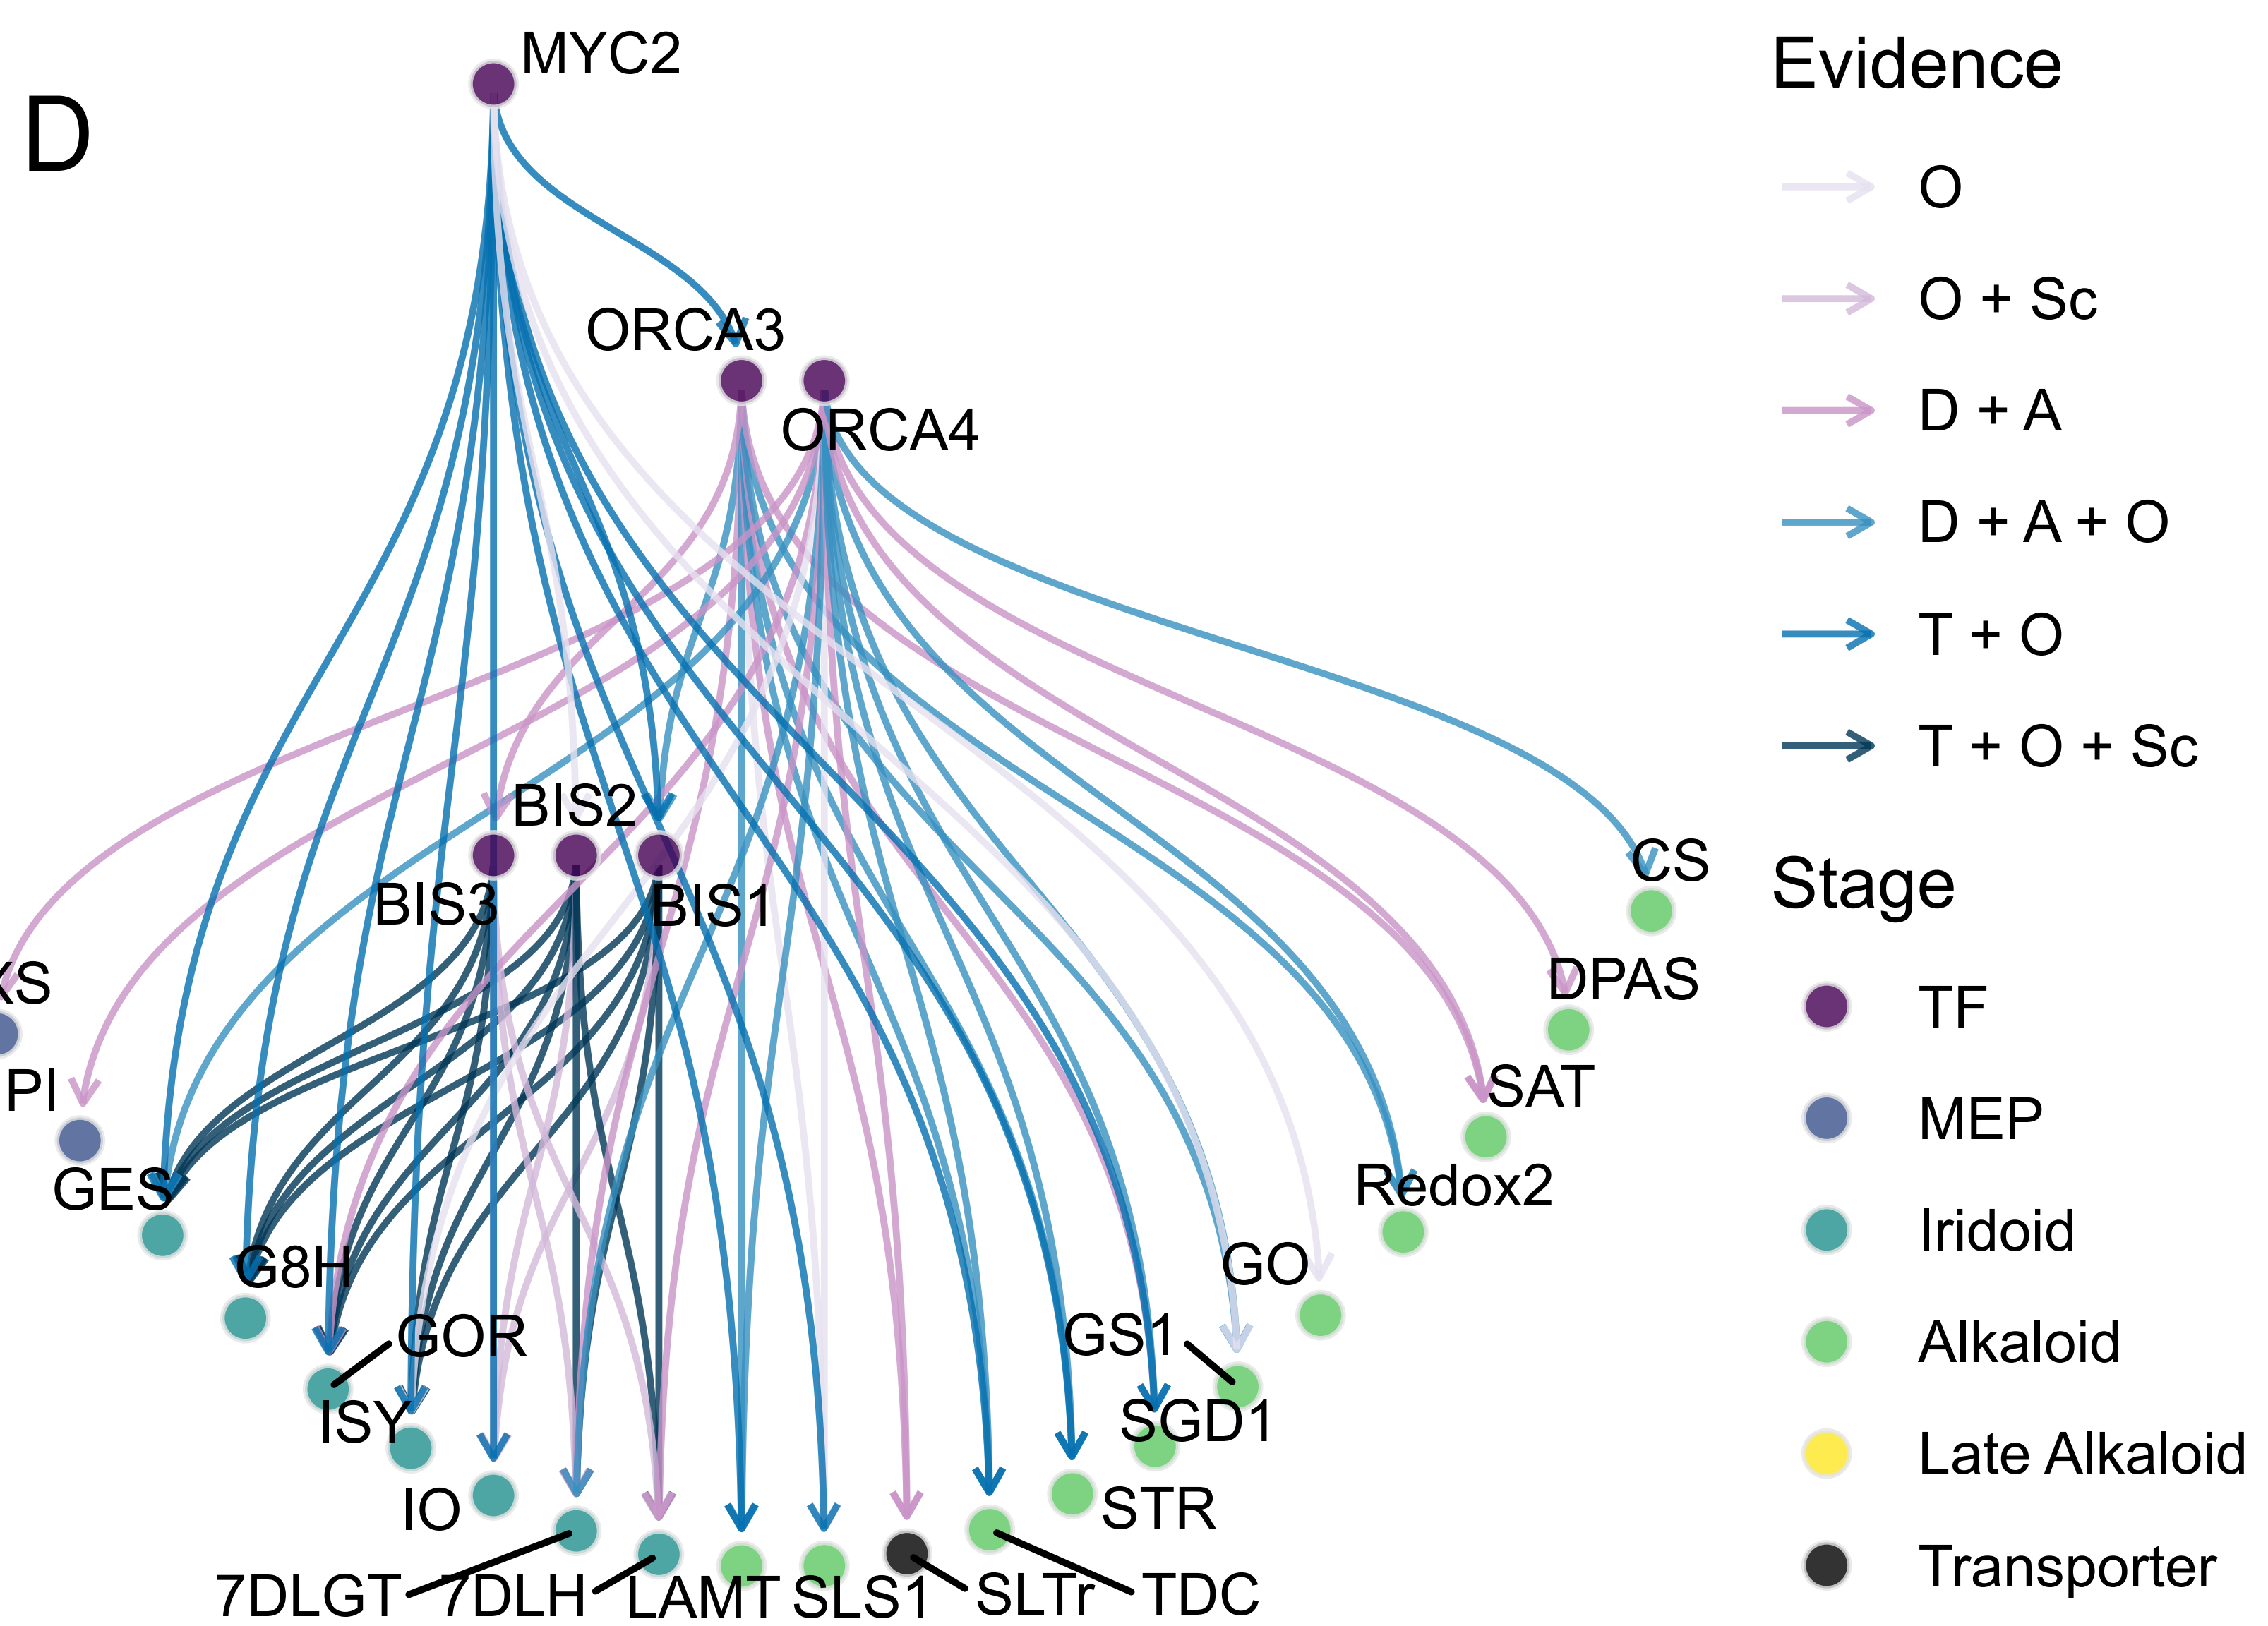 D
MYC2
ORCA3
ORCA4
BIS2
BIS3
BIS1
CS
DPAS
XS
PI
SAT
GES
Redox2
G8H
GO
GOR
GS1
ISY
SGD1
IO
STR
7DLGT
7DLH
LAMT
SLS1
SLTr
TDC
Evidence
O
O + Sc
D + A
D + A + O
T + O
T + O + Sc
Stage
TF
MEP
Iridoid
Alkaloid
Late Alkaloid
Transporter